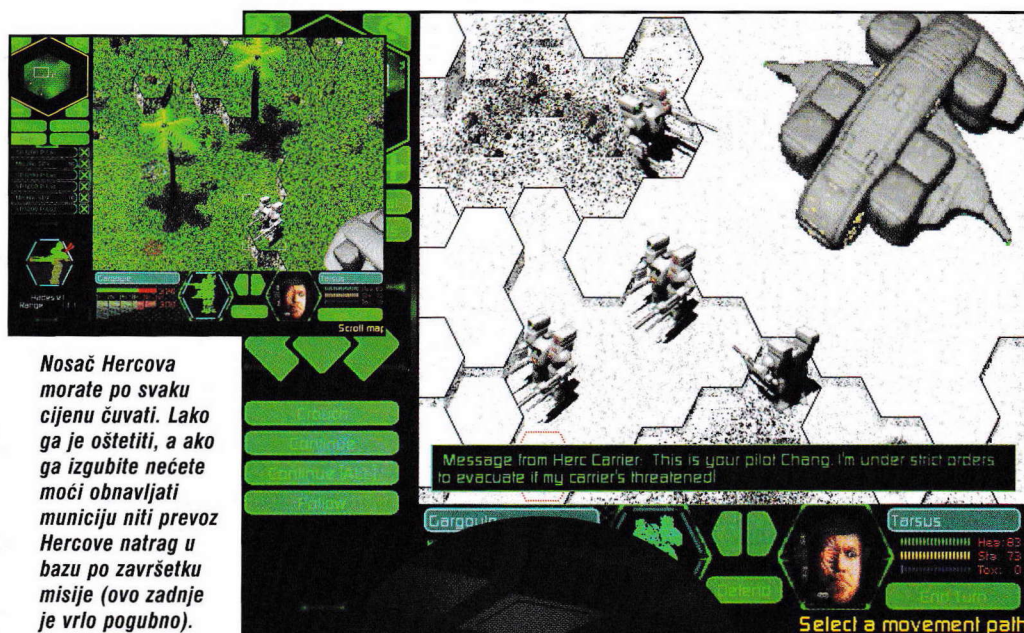 Gargoyle
Tarsus
Scroll map
Nosač Hercova
morate po svaku
cijenu čuvati. Lako
ga je oštetiti, a ako
ga izgubite nećete
moći obnavljati
municiju niti prevoz
Hercove natrag u
bazu po završetku
misije (ovo zadnje
je vrlo pogubno).
Crouch
Continue
Follow
Message from Herc Carrier: This is your pilot Chang. I'm under strict orders
to evacuate if my carrier's threatened!
Gargoyle
Tarsus
Hea: 83
Sta: 73
Tox: 0
Defend
End Turn
Select a movement path